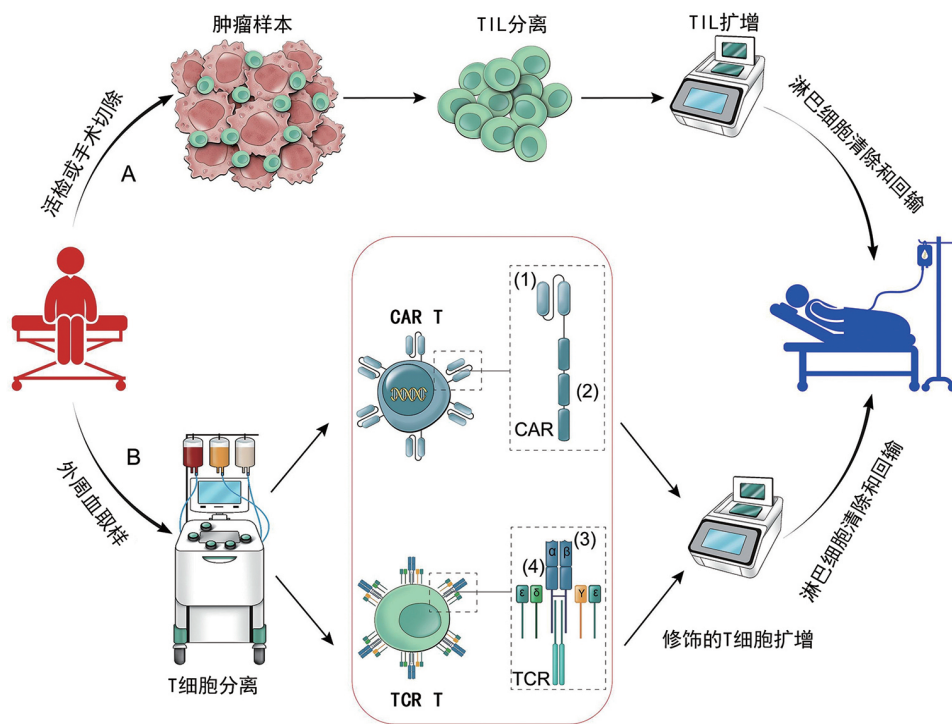 肿瘤样本
TIL分离
TIL扩增
活检或手术切除
A
淋巴细胞清除和回输
CAR T
(1)
(2)
CAR
B
外周血取样
T细胞分离
TCR T
(3)
(4)
α
β
ε
δ
γ
ε
TCR
修饰的T细胞扩增
淋巴细胞清除和回输